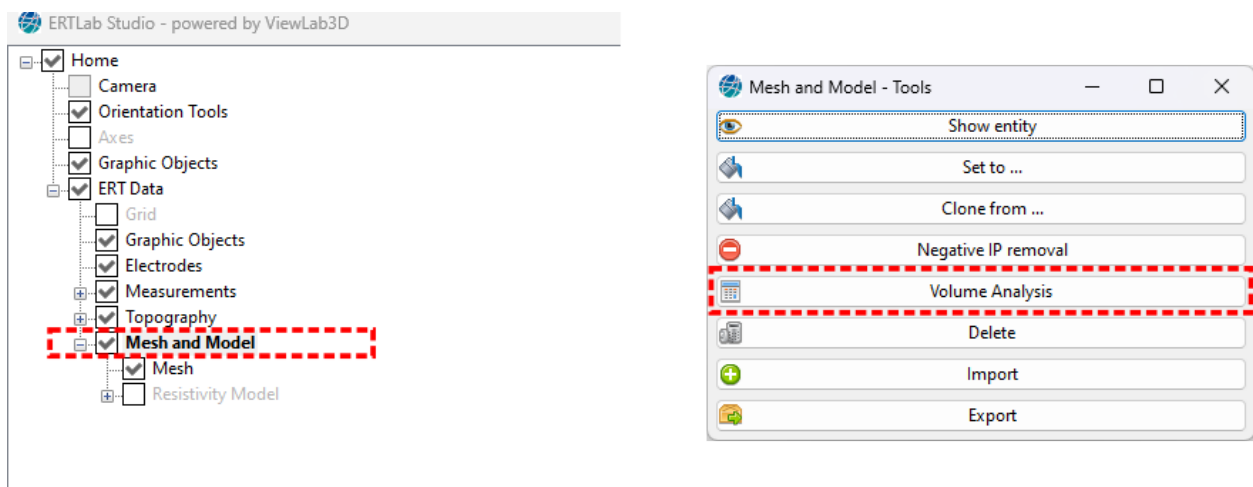 ERTLab Studio - powered by ViewLab3D
Home
Camera
Orientation Tools
Axes
Graphic Objects
ERT Data
Grid
Graphic Objects
Electrodes
Measurements
Topography
Mesh and Model
Mesh
Resistivity Model
Mesh and Model - Tools
Show entity
Set to ...
Clone from ...
Negative IP removal
Volume Analysis
Delete
Import
Export